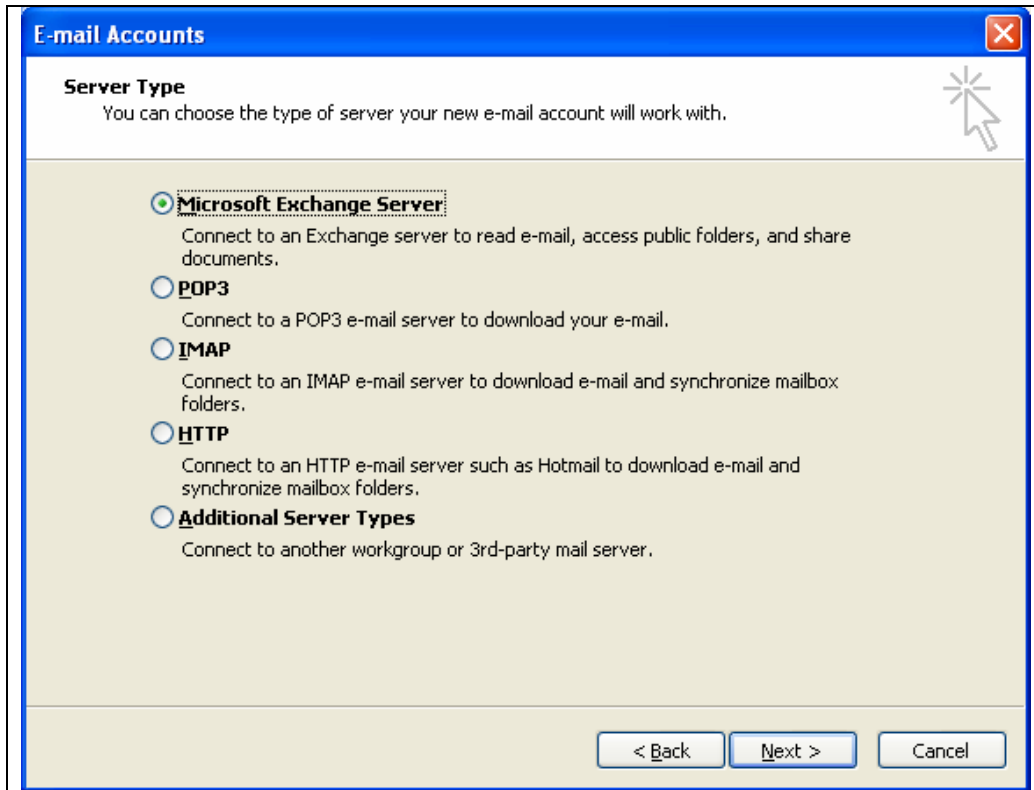 E-mail Accounts
Server Type
You can choose the type of server your new e-mail account will work with.
Microsoft Exchange Server
Connect to an Exchange server to read e-mail, access public folders, and share
documents.
POP3
Connect to a POP3 e-mail server to download your e-mail.
IMAP
Connect to an IMAP e-mail server to download e-mail and synchronize mailbox
folders.
HTTP
Connect to an HTTP e-mail server such as Hotmail to download e-mail and
synchronize mailbox folders.
Additional Server Types
Connect to another workgroup or 3rd-party mail server.
< Back Next > Cancel